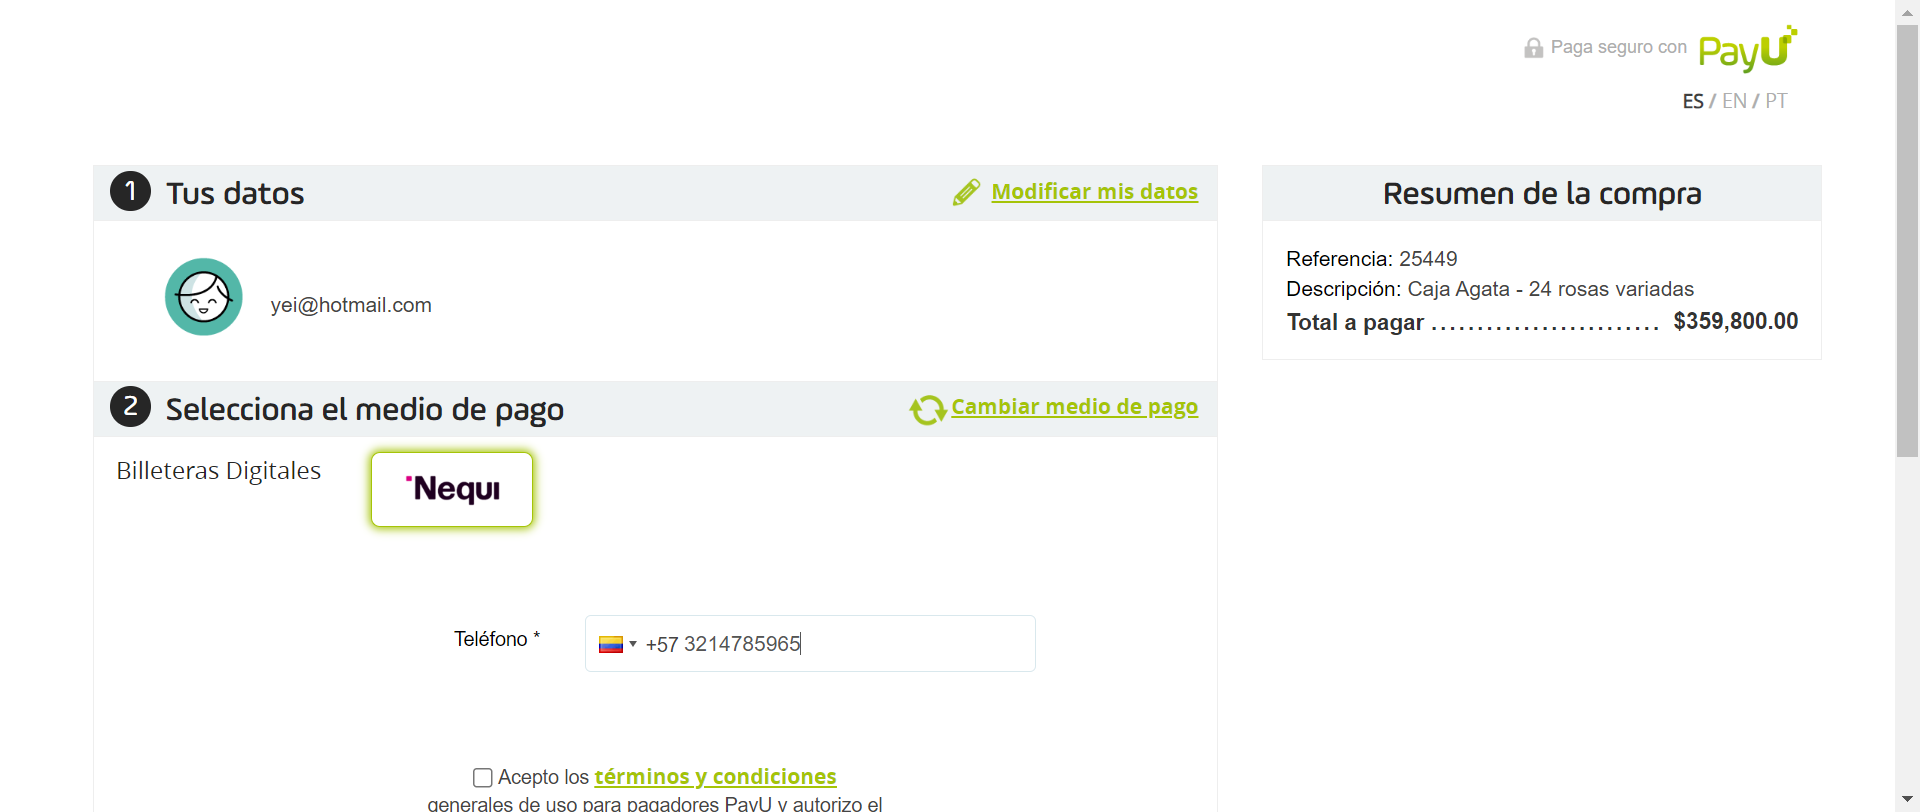 Paga seguro con PayU
ES / EN / PT
1 Tus datos
Modificar mis datos
yei@hotmail.com
2 Selecciona el medio de pago
Cambiar medio de pago
Billeteras Digitales
Nequi
Teléfono *
+57 3214785965
Acepto los términos y condiciones
generales de uso para pagadores PayU y autorizo el
Resumen de la compra
Referencia: 25449
Descripción: Caja Agata - 24 rosas variadas
Total a pagar ......................... $359,800.00